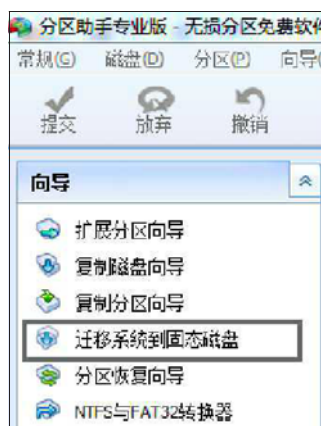 分区助手专业版 - 无损分区免费软件
常规(G) 磁盘(D) 分区(P) 向导(
提交 放弃 撤销
向导
扩展分区向导
复制磁盘向导
复制分区向导
迁移系统到固态磁盘
分区恢复向导
NTFS与FAT32转换器